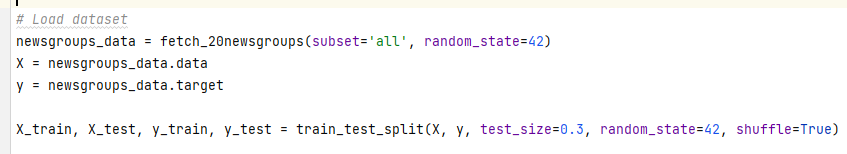 # Load dataset
newsgroups_data = fetch_20newsgroups(subset='all', random_state=42)
X = newsgroups_data.data
y = newsgroups_data.target
X_train, X_test, y_train, y_test = train_test_split(X, y, test_size=0.3, random_state=42, shuffle=True)